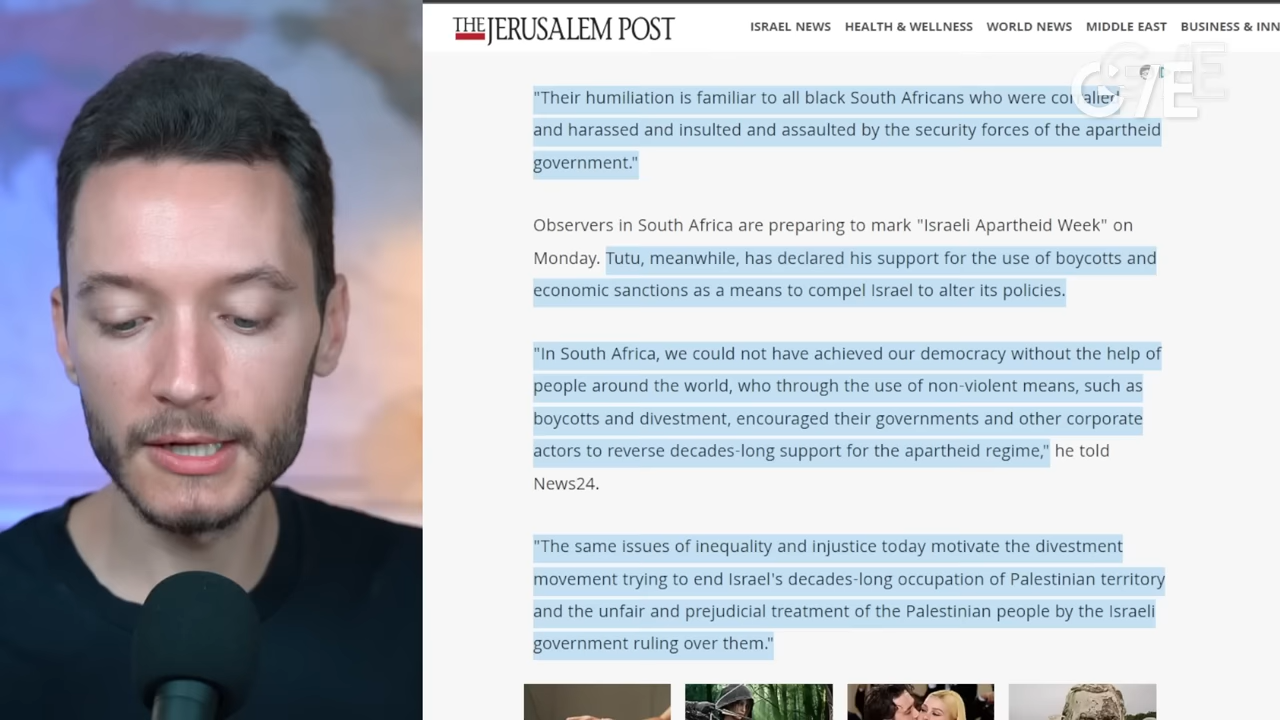 THE JERUSALEM POST
ISRAEL NEWS HEALTH & WELLNESS WORLD NEWS MIDDLE EAST BUSINESS & INN
"Their humiliation is familiar to all black South Africans who were corralled
and harassed and insulted and assaulted by the security forces of the apartheid
government."
Observers in South Africa are preparing to mark "Israeli Apartheid Week" on
Monday. Tutu, meanwhile, has declared his support for the use of boycotts and
economic sanctions as a means to compel Israel to alter its policies.
"In South Africa, we could not have achieved our democracy without the help of
people around the world, who through the use of non-violent means, such as
boycotts and divestment, encouraged their governments and other corporate
actors to reverse decades-long support for the apartheid regime," he told
News24.
"The same issues of inequality and injustice today motivate the divestment
movement trying to end Israel's decades-long occupation of Palestinian territory
and the unfair and prejudicial treatment of the Palestinian people by the Israeli
government ruling over them."